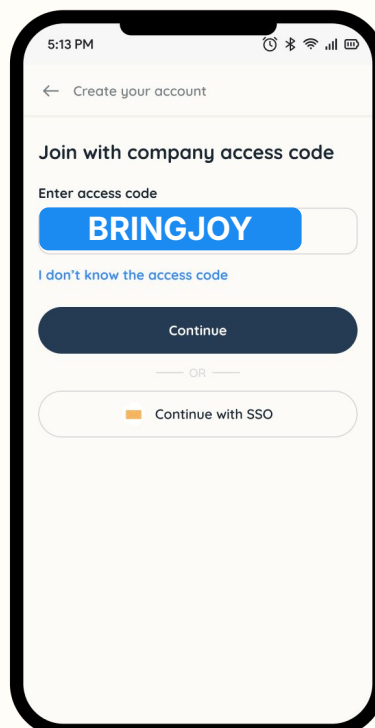 5:13 PM
Create your account
Join with company access code
Enter access code
BRINGJOY
I don't know the access code
Continue
OR
Continue with SSO